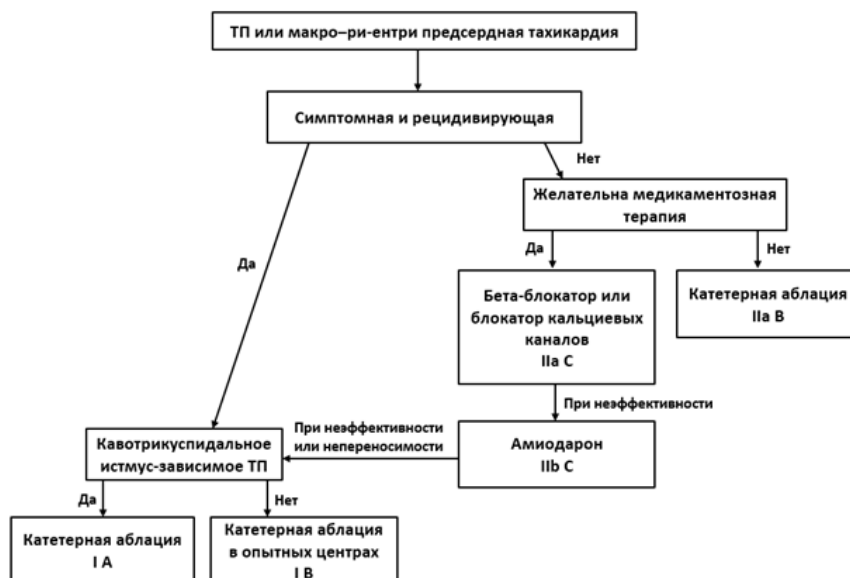 ТП или макро–ри-ентри предсердная тахикардия
Симптомная и рецидивирующая
Нет
Желательна медикаментозная
терапия
Да
Да
Нет
Бета-блокатор или
блокатор кальциевых
каналов
IIa C
Катетерная аблация
IIa B
При неэффективности
При неэффективности
или непереносимости
Амиодарон
IIb C
Кавотрикуспидальное
истмус-зависимое ТП
Да
Нет
Катетерная аблация
I A
Катетерная аблация
в опытных центрах
I B